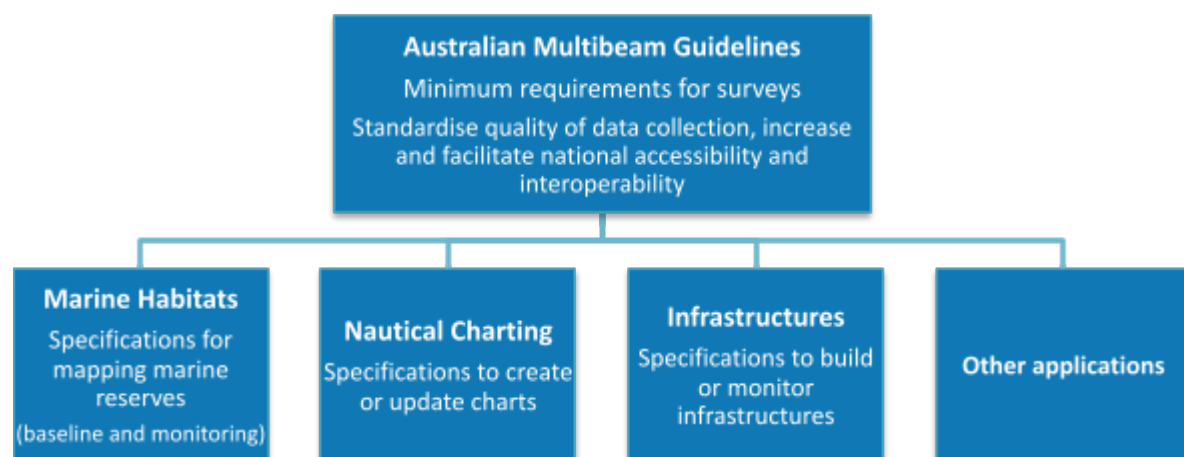 Australian Multibeam Guidelines
Minimum requirements for surveys
Standardise quality of data collection, increase
and facilitate national accessibility and
interoperability
Marine Habitats
Specifications for
mapping marine
reserves
(baseline and monitoring)
Nautical Charting
Specifications to create
or update charts
Infrastructures
Specifications to build
or monitor
infrastructures
Other applications